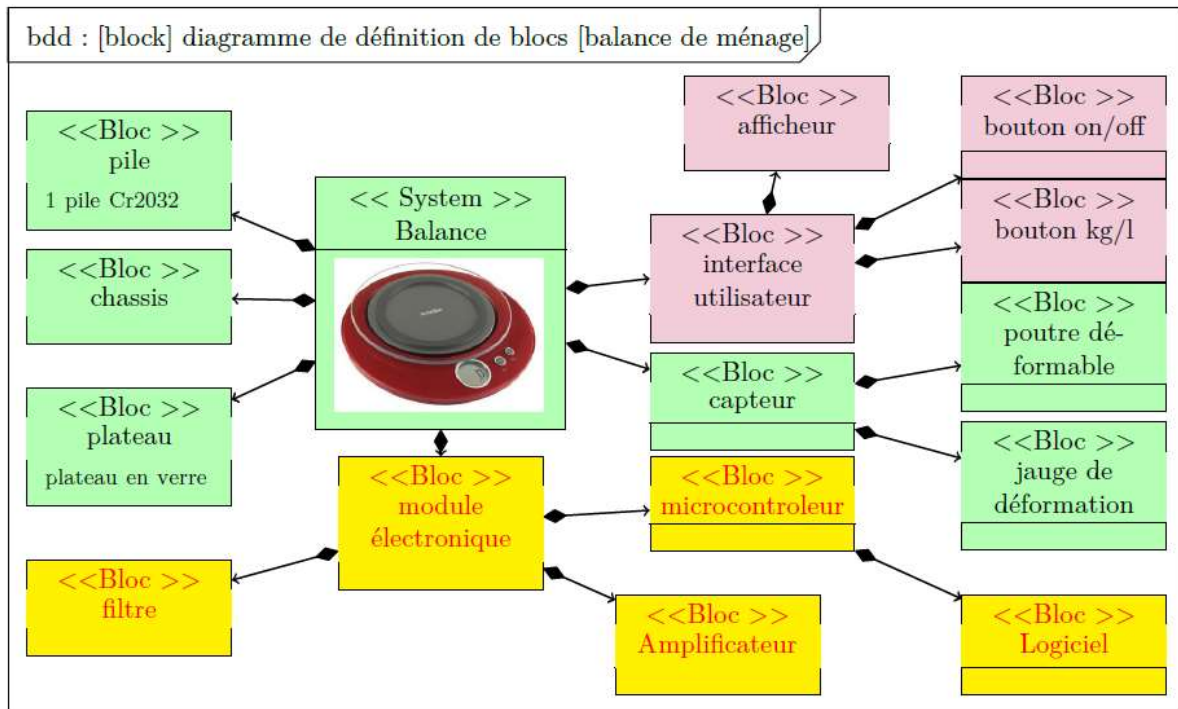 bdd : [block] diagramme de définition de blocs [balance de ménage]
<<Bloc >>
pile
1 pile Cr2032
<<Bloc >>
chassis
<<Bloc >>
plateau
plateau en verre
<<Bloc >>
filtre
<< System >>
Balance
<<Bloc >>
module
électronique
<<Bloc >>
afficheur
<<Bloc >>
interface
utilisateur
<<Bloc >>
capteur
<<Bloc >>
microcontroleur
<<Bloc >>
Amplificateur
<<Bloc >>
bouton on/off
<<Bloc >>
bouton kg/l
<<Bloc >>
poutre dé-
formable
<<Bloc >>
jauge de
déformation
<<Bloc >>
Logiciel